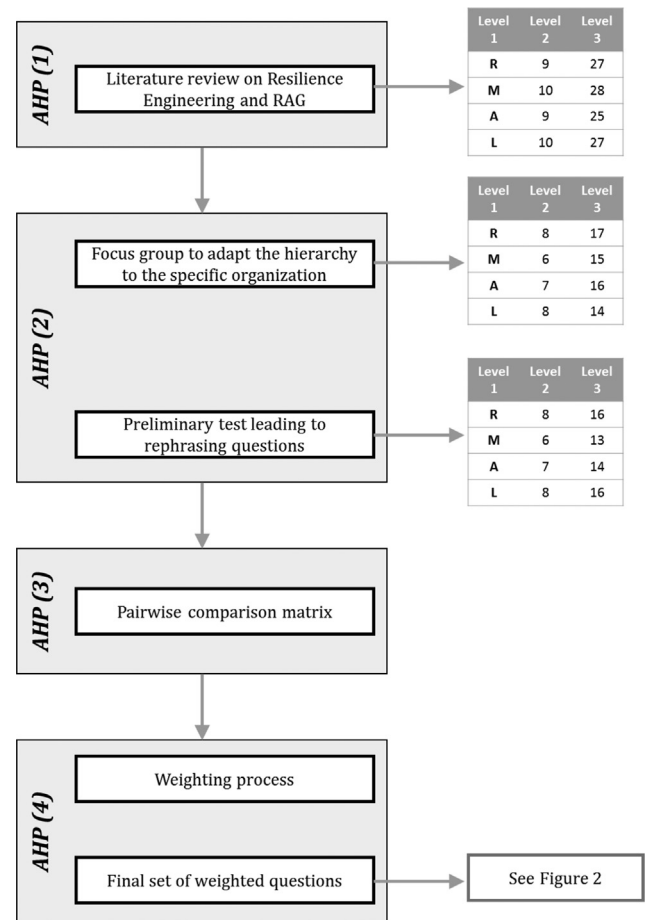 AHP (1)
Literature review on Resilience
Engineering and RAG
Level Level Level
1 2 3
R 9 27
M 10 28
A 9 25
L 10 27
AHP (2)
Focus group to adapt the hierarchy
to the specific organization
Level Level Level
1 2 3
R 8 17
M 6 15
A 7 16
L 8 14
Preliminary test leading to
rephrasing questions
Level Level Level
1 2 3
R 8 16
M 6 13
A 7 14
L 8 16
AHP (3)
Pairwise comparison matrix
AHP (4)
Weighting process
Final set of weighted questions
See Figure 2